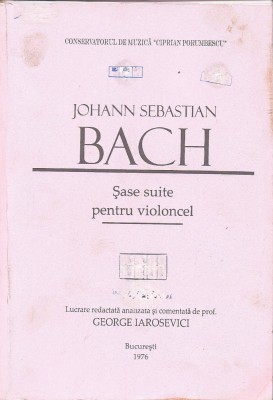 CONSERVATORUL DE MUZICĂ "CIPRIAN PORUMBESCU"
JOHANN SEBASTIAN
BACH
Şase suite
pentru violoncel
Lucrare redactată analizată şi comentată de prof.
GEORGE IAROSEVICI
Bucureşti
1976